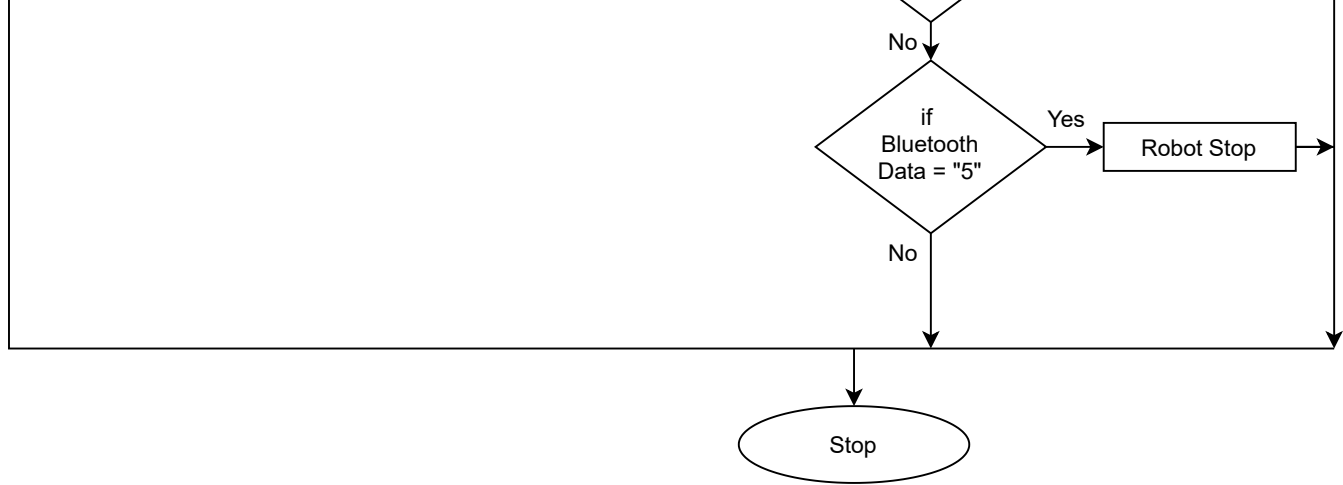 No
if
Bluetooth
Data = "5"
Yes
Robot Stop
No
Stop